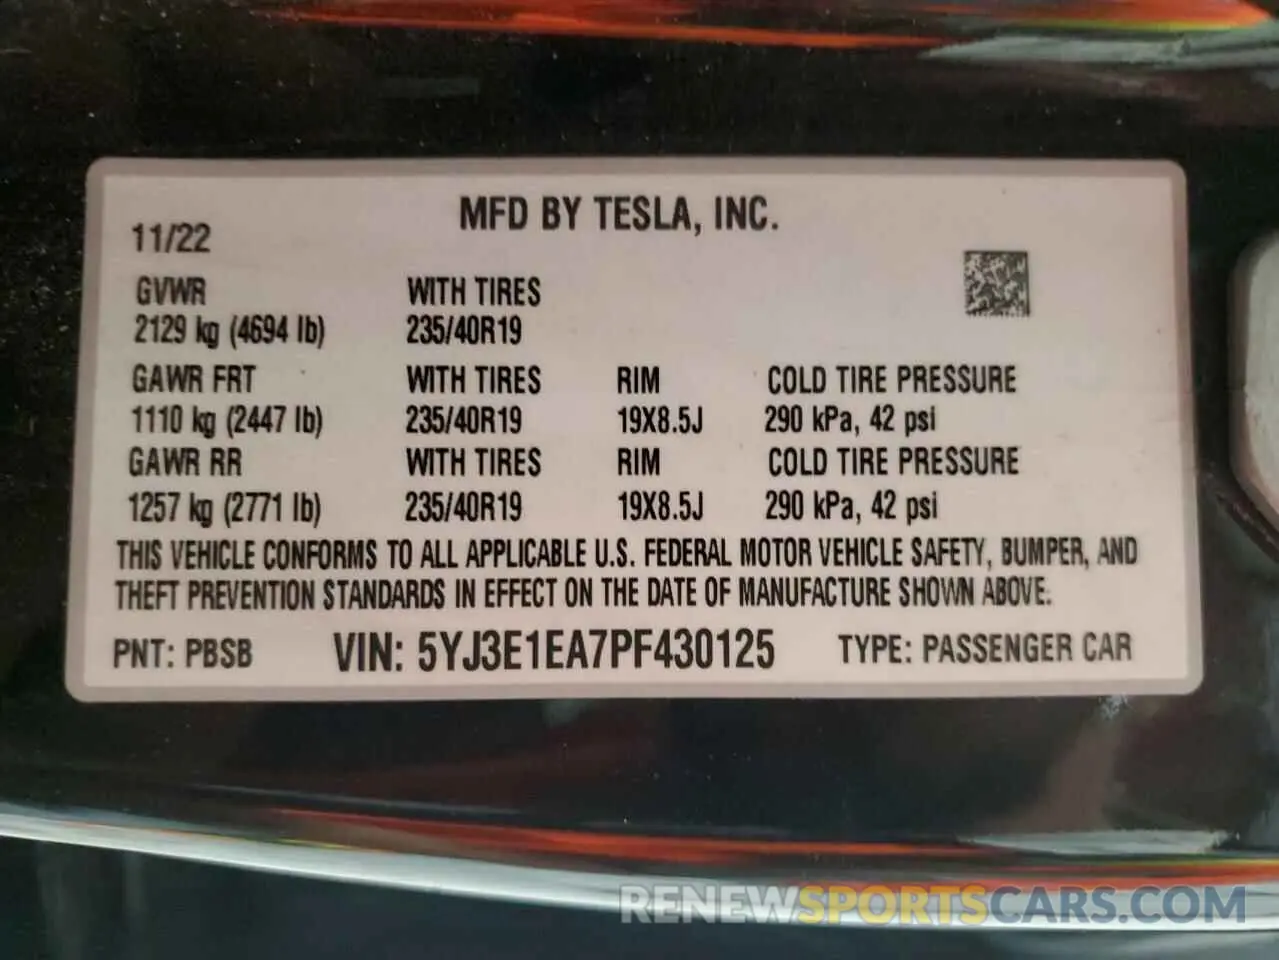 MFD BY TESLA, INC.
11/22
GVWR WITH TIRES
2129 kg (4694 lb) 235/40R19
GAWR FRT WITH TIRES RIM COLD TIRE PRESSURE
1110 kg (2447 lb) 235/40R19 19X8.5J 290 kPa, 42 psi
GAWR RR WITH TIRES RIM COLD TIRE PRESSURE
1257 kg (2771 lb) 235/40R19 19X8.5J 290 kPa, 42 psi
THIS VEHICLE CONFORMS TO ALL APPLICABLE U.S. FEDERAL MOTOR VEHICLE SAFETY, BUMPER, AND
THEFT PREVENTION STANDARDS IN EFFECT ON THE DATE OF MANUFACTURE SHOWN ABOVE.
PNT: PBSB VIN: 5YJ3E1EA7PF430125 TYPE: PASSENGER CAR
RENEWSPORTSCARS.COM